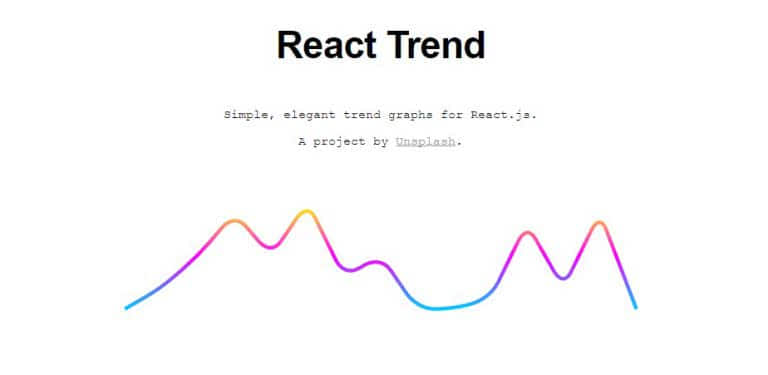 React Trend
Simple, elegant trend graphs for React.js.
A project by Unsplash.